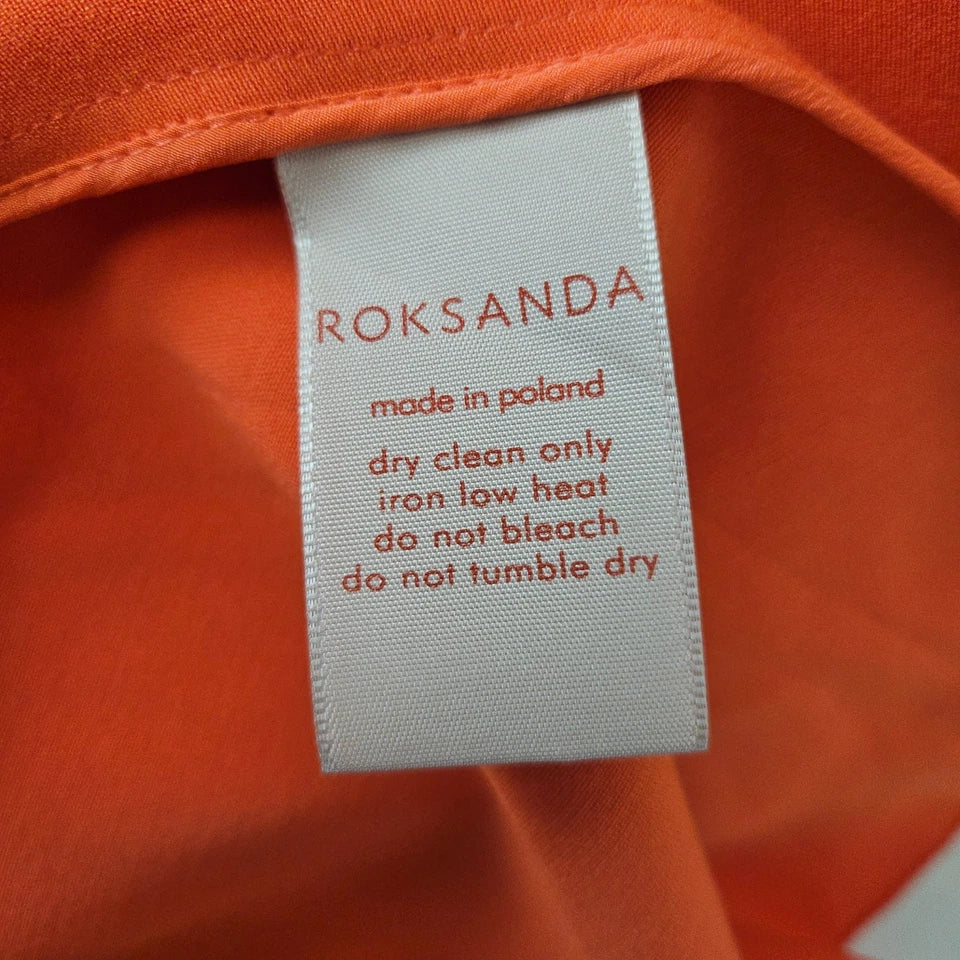 ROKSANDA
made in poland
dry clean only
iron low heat
do not bleach
do not tumble dry